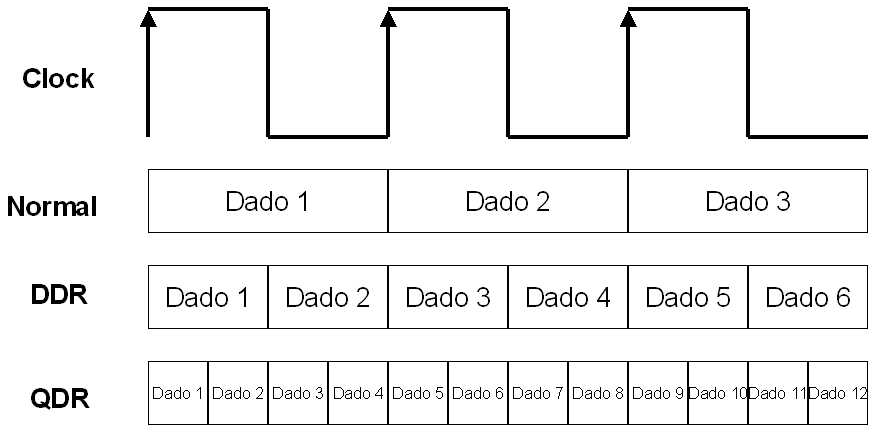 Clock
Normal Dado 1 Dado 2 Dado 3
DDR Dado 1 Dado 2 Dado 3 Dado 4 Dado 5 Dado 6
QDR Dado 1 Dado 2 Dado 3 Dado 4 Dado 5 Dado 6 Dado 7 Dado 8 Dado 9 Dado 10 Dado 11 Dado 12